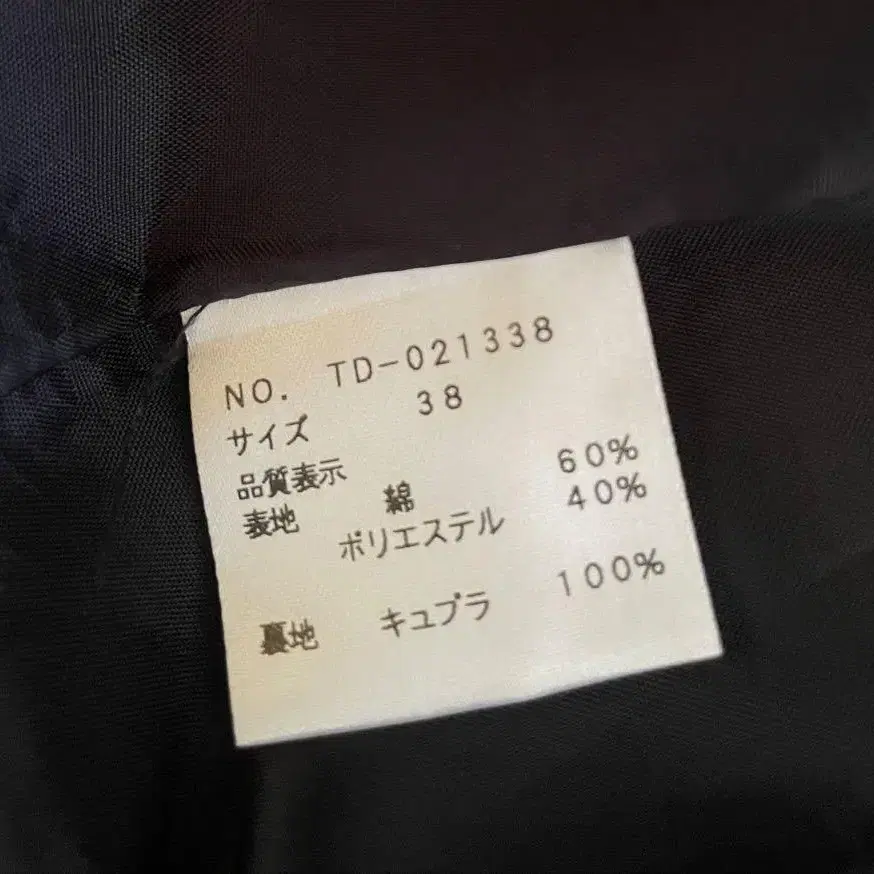 NO. TD-021338
サイズ 38
品質表示
表地 綿 60%
ポリエステル 40%
裏地 キュプラ 100%